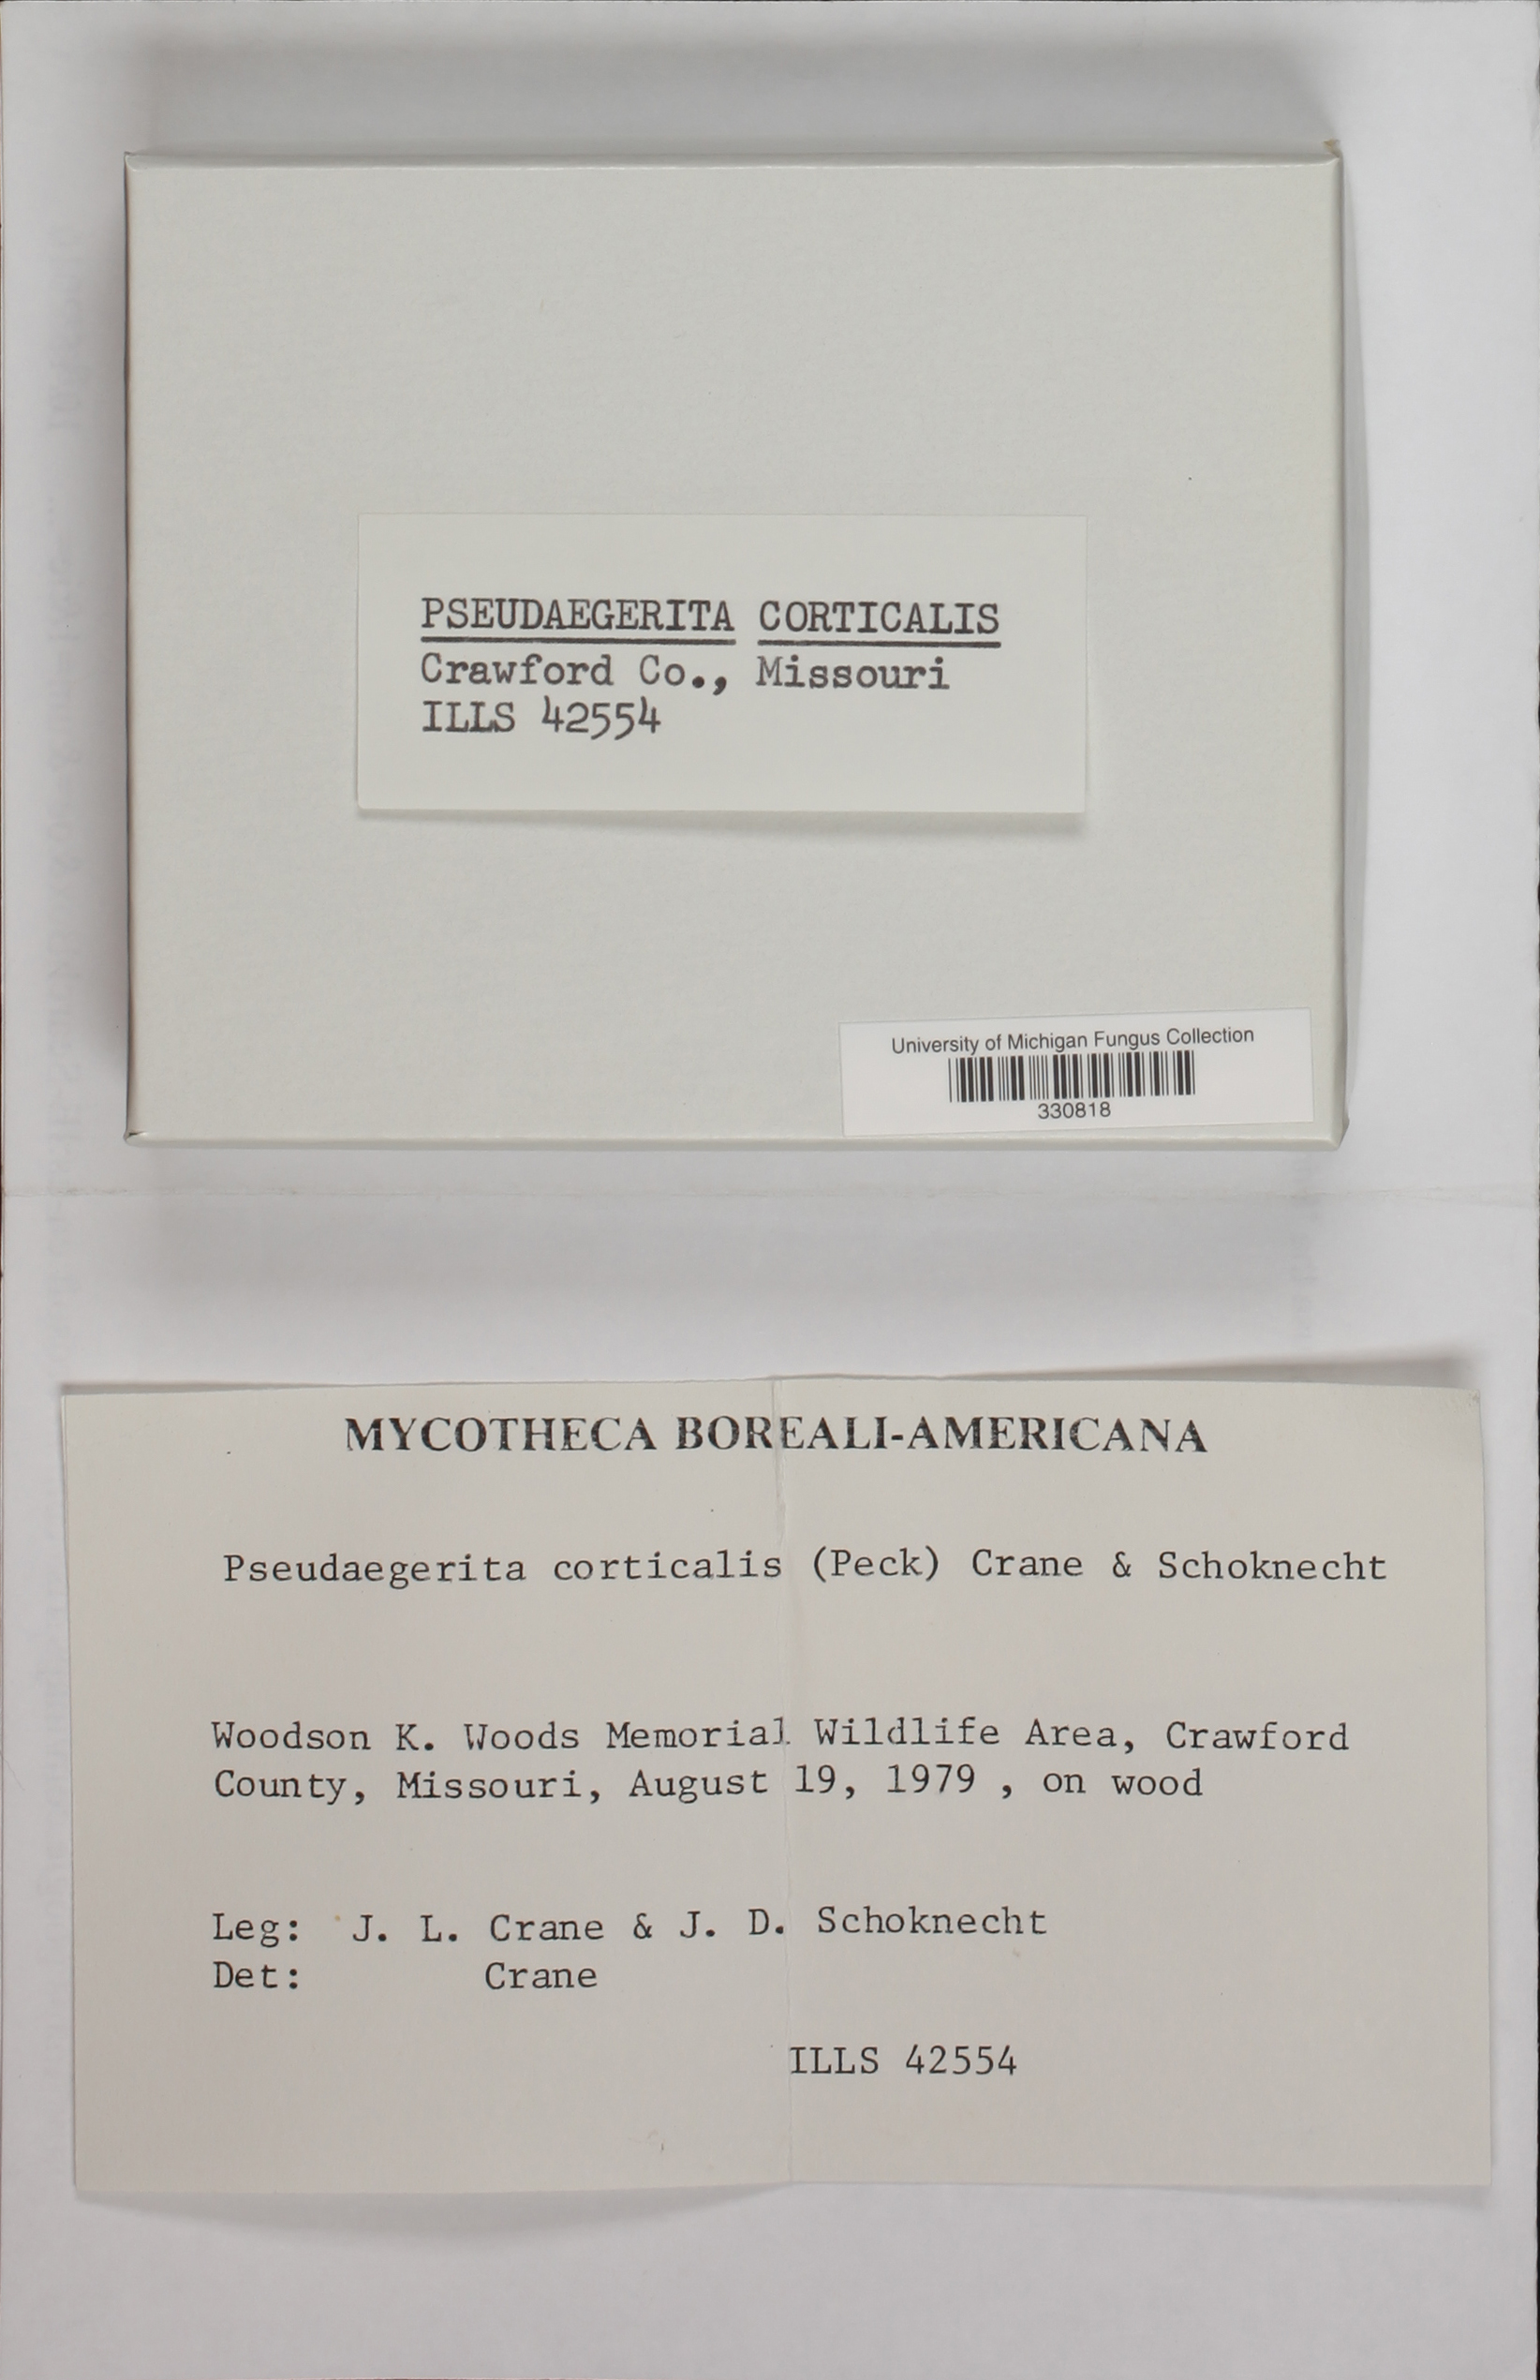 PSEUDAEGERITA CORTICALIS
Crawford Co., Missouri
ILLS 42554
University of Michigan Fungus Collection
330818
MYCOTHECA BOREALI-AMERICANA
Pseudaegerita corticalis (Peck) Crane & Schoknecht
Woodson K. Woods Memorial Wildlife Area, Crawford
County, Missouri, August 19, 1979 , on wood
Leg: J. L. Crane & J. D. Schoknecht
Det: Crane
ILLS 42554